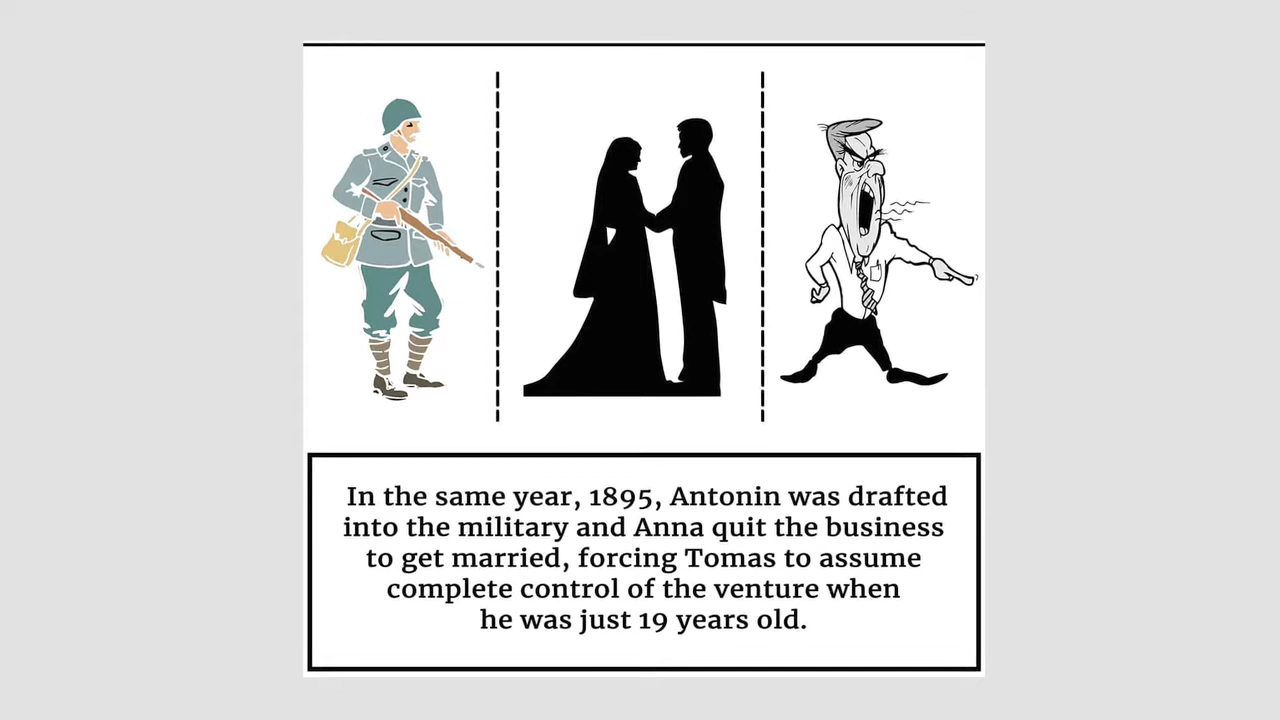 In the same year, 1895, Antonin was drafted
into the military and Anna quit the business
to get married, forcing Tomas to assume
complete control of the venture when
he was just 19 years old.